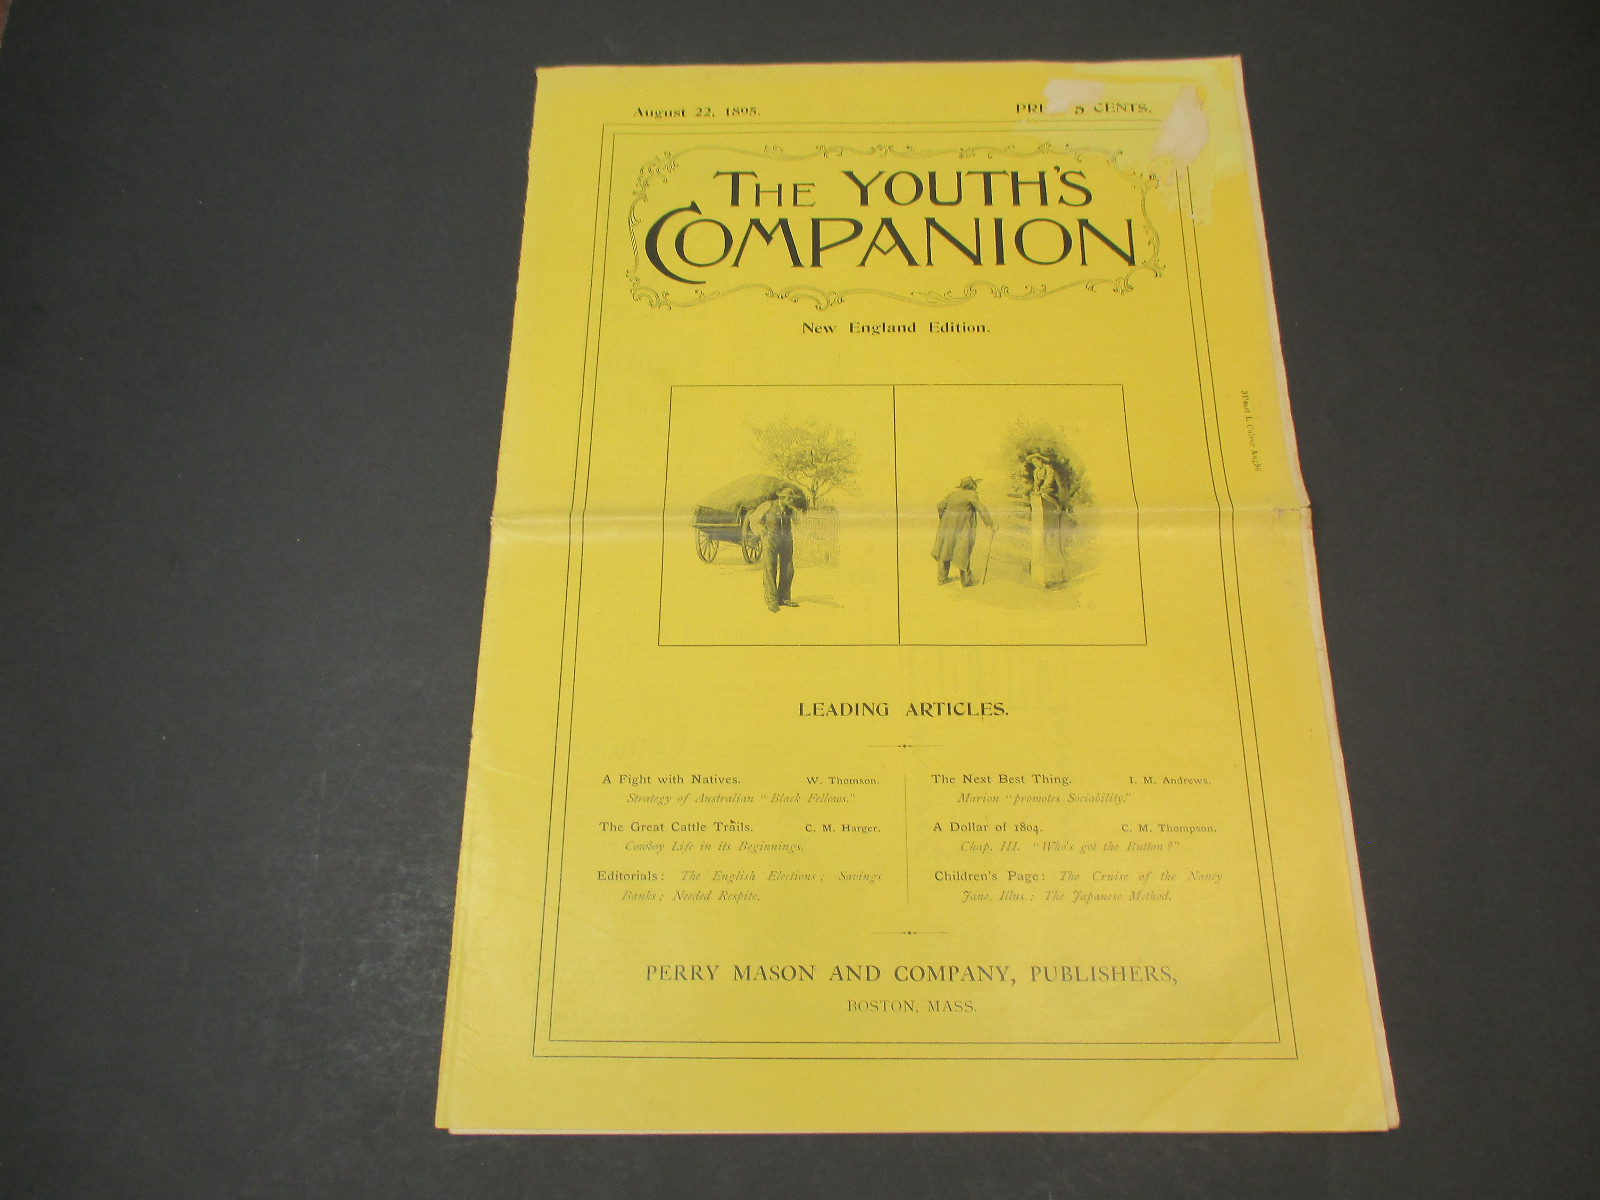 August 22, 1895.
PRI 5 CENTS.
THE YOUTH'S
COMPANION
New England Edition.
LEADING ARTICLES.
A Fight with Natives. W. Thomson.
Strategy of Australian "Black Fellows."
The Great Cattle Trails. C. M. Harger.
Cowboy Life in its Beginnings.
Editorials: The English Elections; Savings
Banks; Needed Respite.
The Next Best Thing. I. M. Andrews.
Marion "promotes Sociability."
A Dollar of 1804. C. M. Thompson.
Chap. III. "Who's got the Button?"
Children's Page: The Cruise of the Nancy
Jane, Illus.; The Japanese Method.
PERRY MASON AND COMPANY, PUBLISHERS,
BOSTON, MASS.